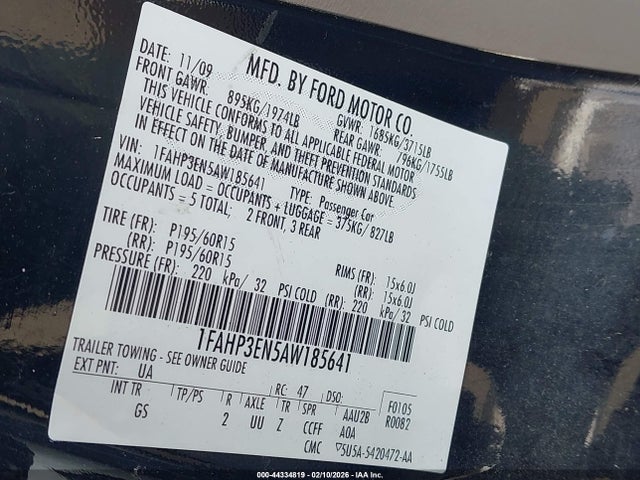 MFD. BY FORD MOTOR CO.
DATE: 11/09 GVWR: 1685KG/3715LB
FRONT GAWR: 895KG/1974LB REAR GAWR: 796KG/1755LB
THIS VEHICLE CONFORMS TO ALL APPLICABLE FEDERAL MOTOR
VEHICLE SAFETY, BUMPER, AND THEFT PREVENTION STANDARDS
IN EFFECT ON THE DATE OF MANUFACTURE SHOWN ABOVE
VIN: 1FAHP3EN5AW185641 TYPE: Passenger Car
MAXIMUM LOAD = OCCUPANTS + LUGGAGE = 375KG/827LB
OCCUPANTS = 5 TOTAL; 2 FRONT, 3 REAR
TIRE (FR): P195/60R15 RIMS (FR): 15x6.0J
(RR): P195/60R15 (RR): 15x6.0J
PRESSURE (FR): 220 kPa/ 32 PSI COLD (RR): 220 kPa/ 32 PSI COLD
1FAHP3EN5AW185641
TRAILER TOWING - SEE OWNER GUIDE
EXT PNT: UA RC: 47 DSO: F0105
INT TR TP/PS R AXLE TR SPR AAU2B R0082
GS 2 UU Z CCFF A0A
CMC ▽5U5A-5420472-AA
000-44334819 - 02/10/2026 - IAA Inc.